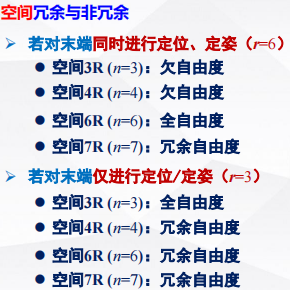 空间冗余与非冗余
若对末端同时进行定位、定姿（r=6）
空间3R (n=3)：欠自由度
空间4R (n=4)：欠自由度
空间6R (n=6)：全自由度
空间7R (n=7)：冗余自由度
若对末端仅进行定位/定姿（r=3）
空间3R (n=3)：全自由度
空间4R (n=4)：冗余自由度
空间6R (n=6)：冗余自由度
空间7R (n=7)：冗余自由度